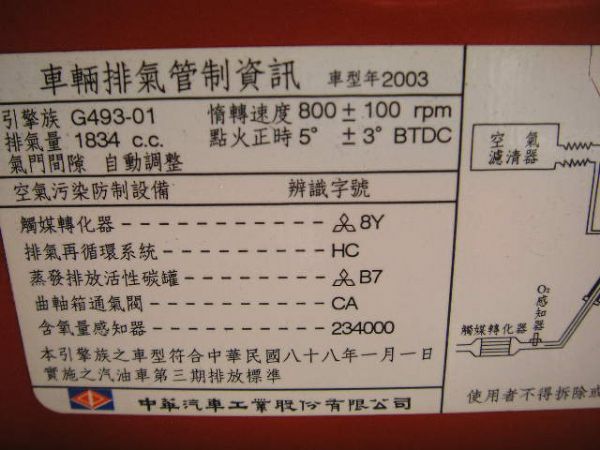 車輛排氣管制資訊 車型年2003
引擎族 G493-01 惰轉速度 800 ± 100 rpm
排氣量 1834 c.c. 點火正時 5° ± 3° BTDC
氣門間隙 自動調整
空氣污染防制設備 辨識字號
觸媒轉化器 - - - - - - - - - - - - - - 8Y
排氣再循環系統 - - - - - - - - - - - - HC
蒸發排放活性碳罐 - - - - - - - - - - B7
曲軸箱通氣閥 - - - - - - - - - - - - - CA
含氧量感知器 - - - - - - - - - - - - - 234000
本引擎族之車型符合中華民國八十八年一月一日
實施之汽油車第三期排放標準
中華汽車工業股份有限公司
空氣
濾清器
O2
感知器
觸媒轉化器
使用者不得拆除或